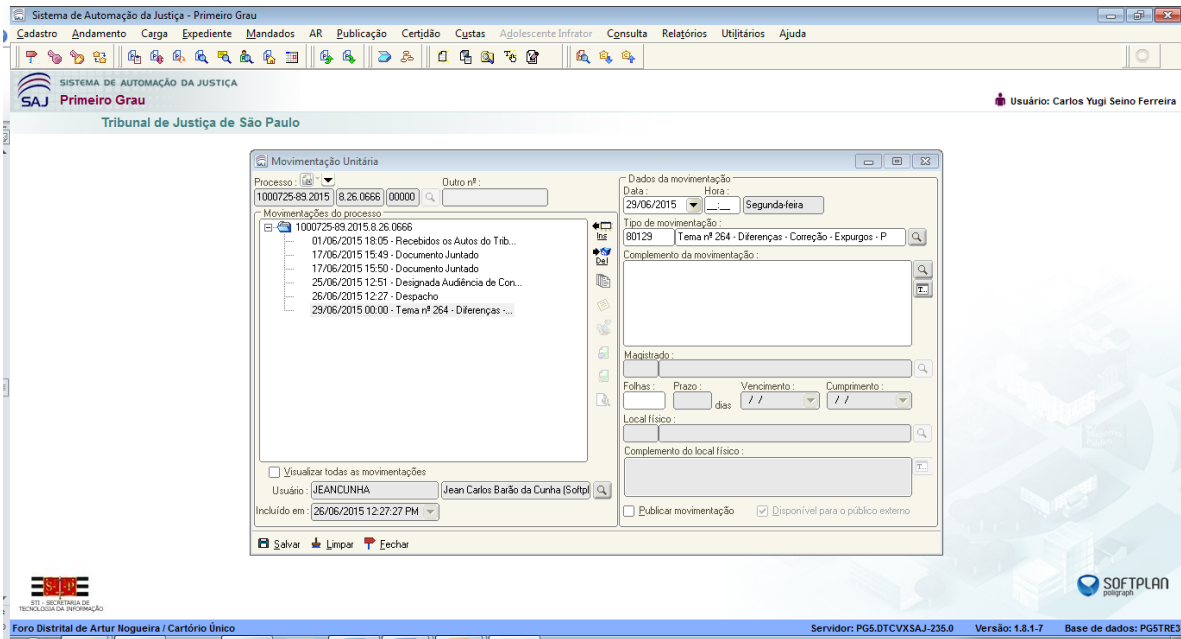 Sistema de Automação da Justiça - Primeiro Grau
Cadastro Andamento Carga Expediente Mandados AR Publicação Certidão Custas Adolescente Infrator Consulta Relatórios Utilitários Ajuda
SISTEMA DE AUTOMAÇÃO DA JUSTIÇA
SAJ Primeiro Grau
Usuário: Carlos Yugi Seino Ferreira
Tribunal de Justiça de São Paulo
Movimentação Unitária
Processo : Outro nº :
1000725-89.2015 8.26.0666 00000
Movimentações do processo
1000725-89.2015.8.26.0666
01/06/2015 18:05 - Recebidos os Autos do Trib...
17/06/2015 15:49 - Documento Juntado
17/06/2015 15:50 - Documento Juntado
25/06/2015 12:51 - Designada Audiência de Con...
26/06/2015 12:27 - Despacho
29/06/2015 00:00 - Tema nº 264 - Diferenças -...
Ins
Del
Visualizar todas as movimentações
Usuário : JEANCUNHA Jean Carlos Barão da Cunha (Softpl
Incluído em : 26/06/2015 12:27:27 PM
Dados da movimentação
Data : Hora :
29/06/2015 __:__ Segunda-feira
Tipo de movimentação :
80129 Tema nº 264 - Diferenças - Correção - Expurgos - P
Complemento da movimentação :
T...
Magistrado :
Folhas : Prazo : Vencimento : Cumprimento :
dias / / / /
Local físico :
Complemento do local físico :
T...
Publicar movimentação Disponível para o público externo
Salvar Limpar Fechar
STI - SECRETARIA DE
TECNOLOGIA DA INFORMAÇÃO
SOFTPLAN
poligraph
Foro Distrital de Artur Nogueira / Cartório Único Servidor: PG5.DTCVXSAJ-235.0 Versão: 1.8.1-7 Base de dados: PG5TRE3